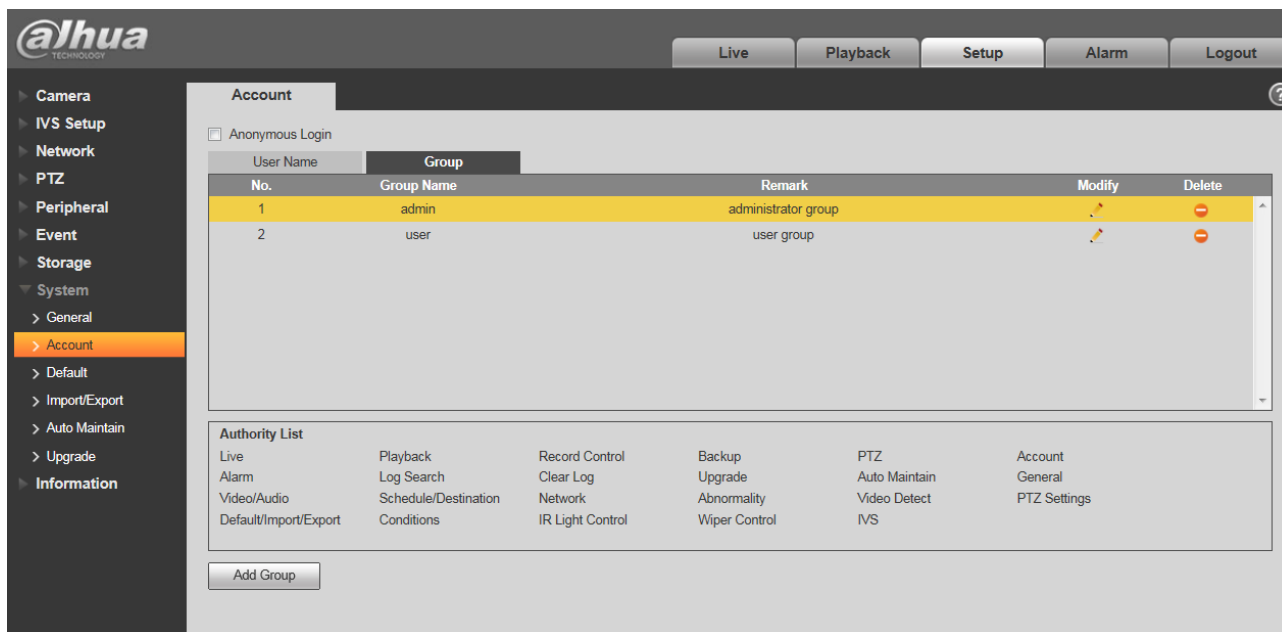 alhua
TECHNOLOGY
Live Playback Setup Alarm Logout
Camera
IVS Setup
Network
PTZ
Peripheral
Event
Storage
System
General
Account
Default
Import/Export
Auto Maintain
Upgrade
Information
Account ?
Anonymous Login
User Name Group
No. Group Name Remark Modify Delete
1 admin administrator group
2 user user group
Authority List
Live Playback Record Control Backup PTZ Account
Alarm Log Search Clear Log Upgrade Auto Maintain General
Video/Audio Schedule/Destination Network Abnormality Video Detect PTZ Settings
Default/Import/Export Conditions IR Light Control Wiper Control IVS
Add Group